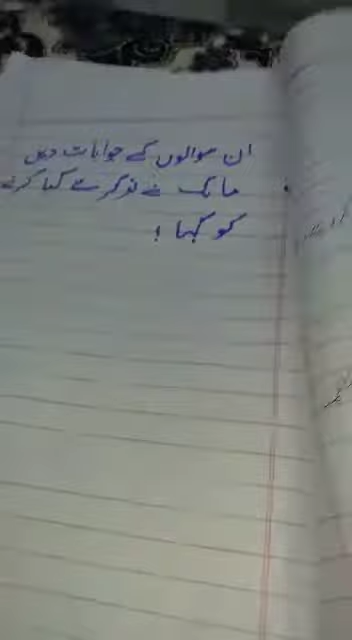 ان سوالوں کے جوابات دیں
مالک نے نوکر سے کیا کرنے
کو کہا !